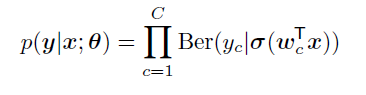 p(y|x; θ) = ∏_{c=1}^{C} Ber(y_c|σ(w_c^T x))